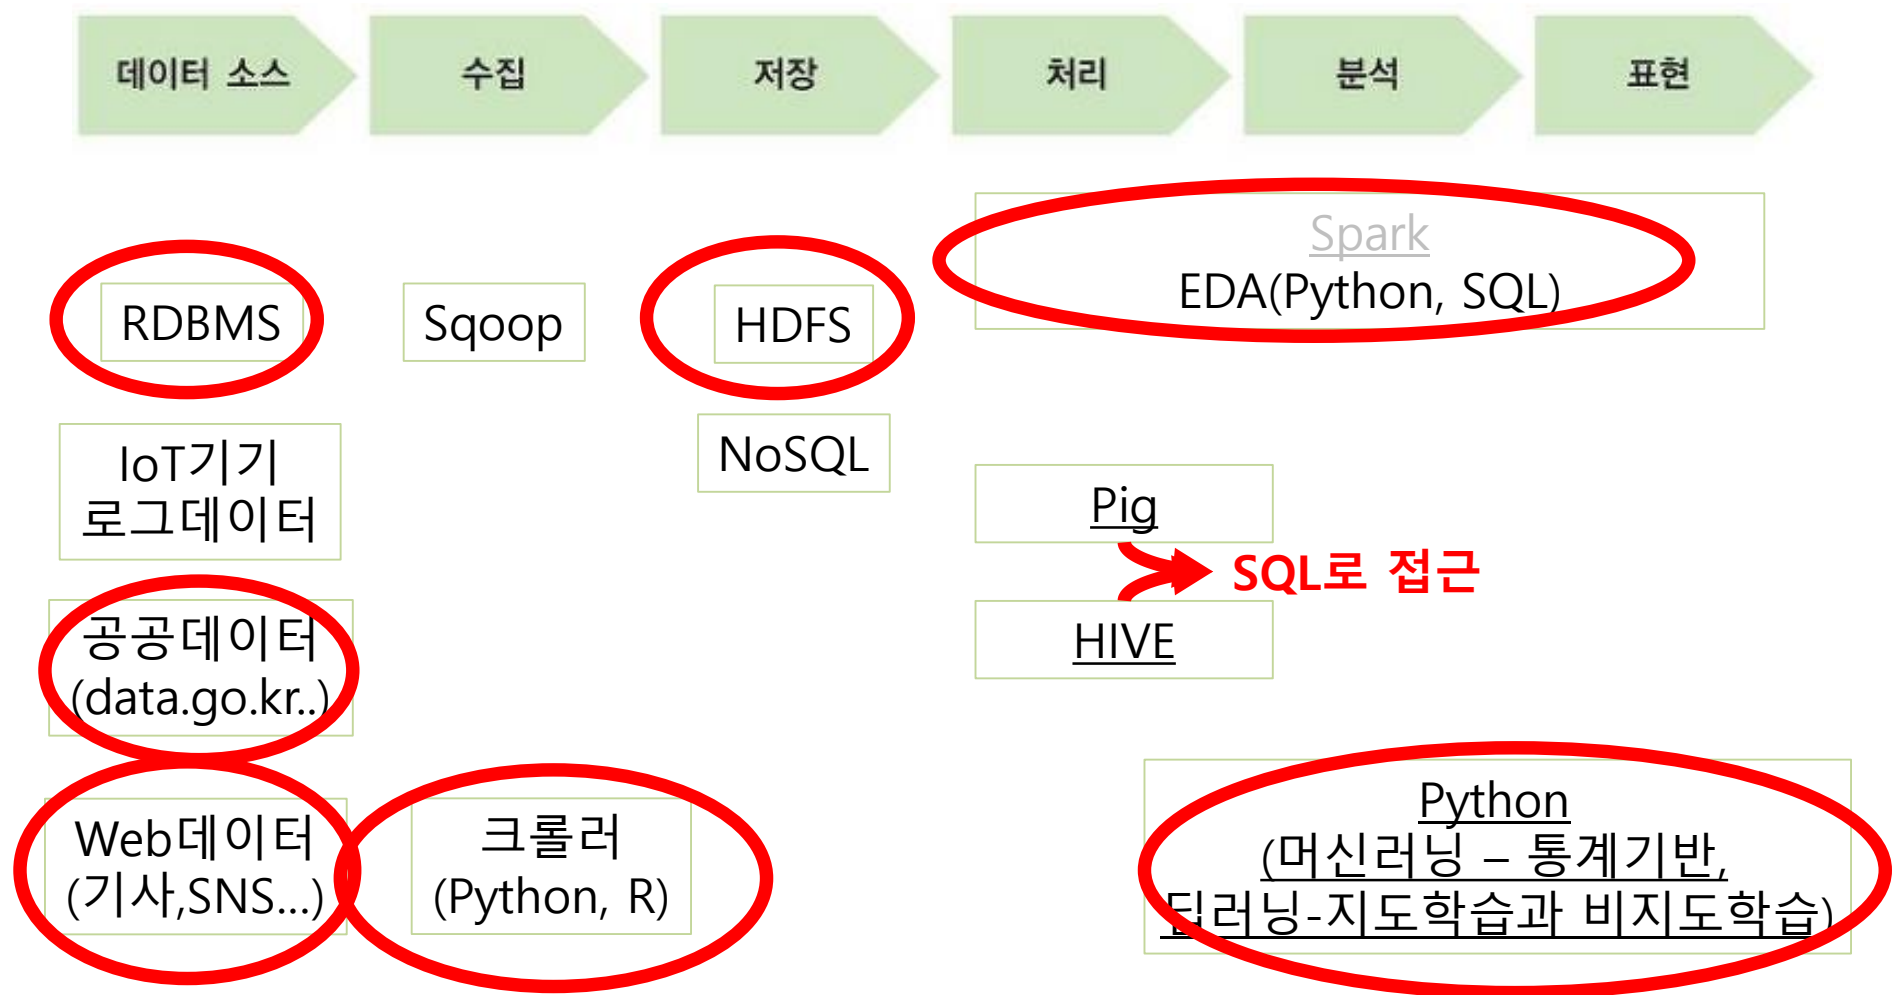 데이터 소스
수집
저장
처리
분석
표현
Spark
EDA(Python, SQL)
RDBMS
Sqoop
HDFS
NoSQL
IoT기기
로그데이터
Pig
SQL로 접근
HIVE
공공데이터
(data.go.kr..)
Web데이터
(기사,SNS...)
크롤러
(Python, R)
Python
(머신러닝 – 통계기반,
딥러닝-지도학습과 비지도학습)